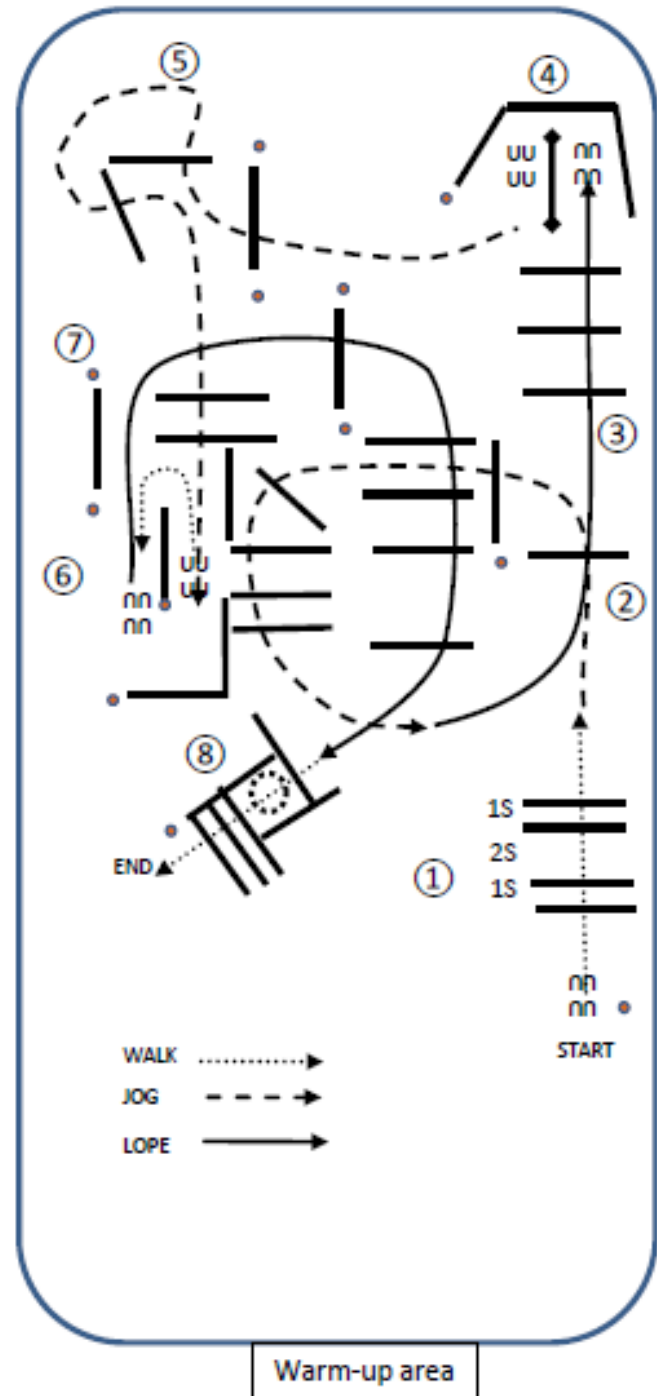 ⑤
④
⑦
③
⑥
②
⑧
1S
2S
①
1S
END
START
WALK
JOG
LOPE
Warm-up area